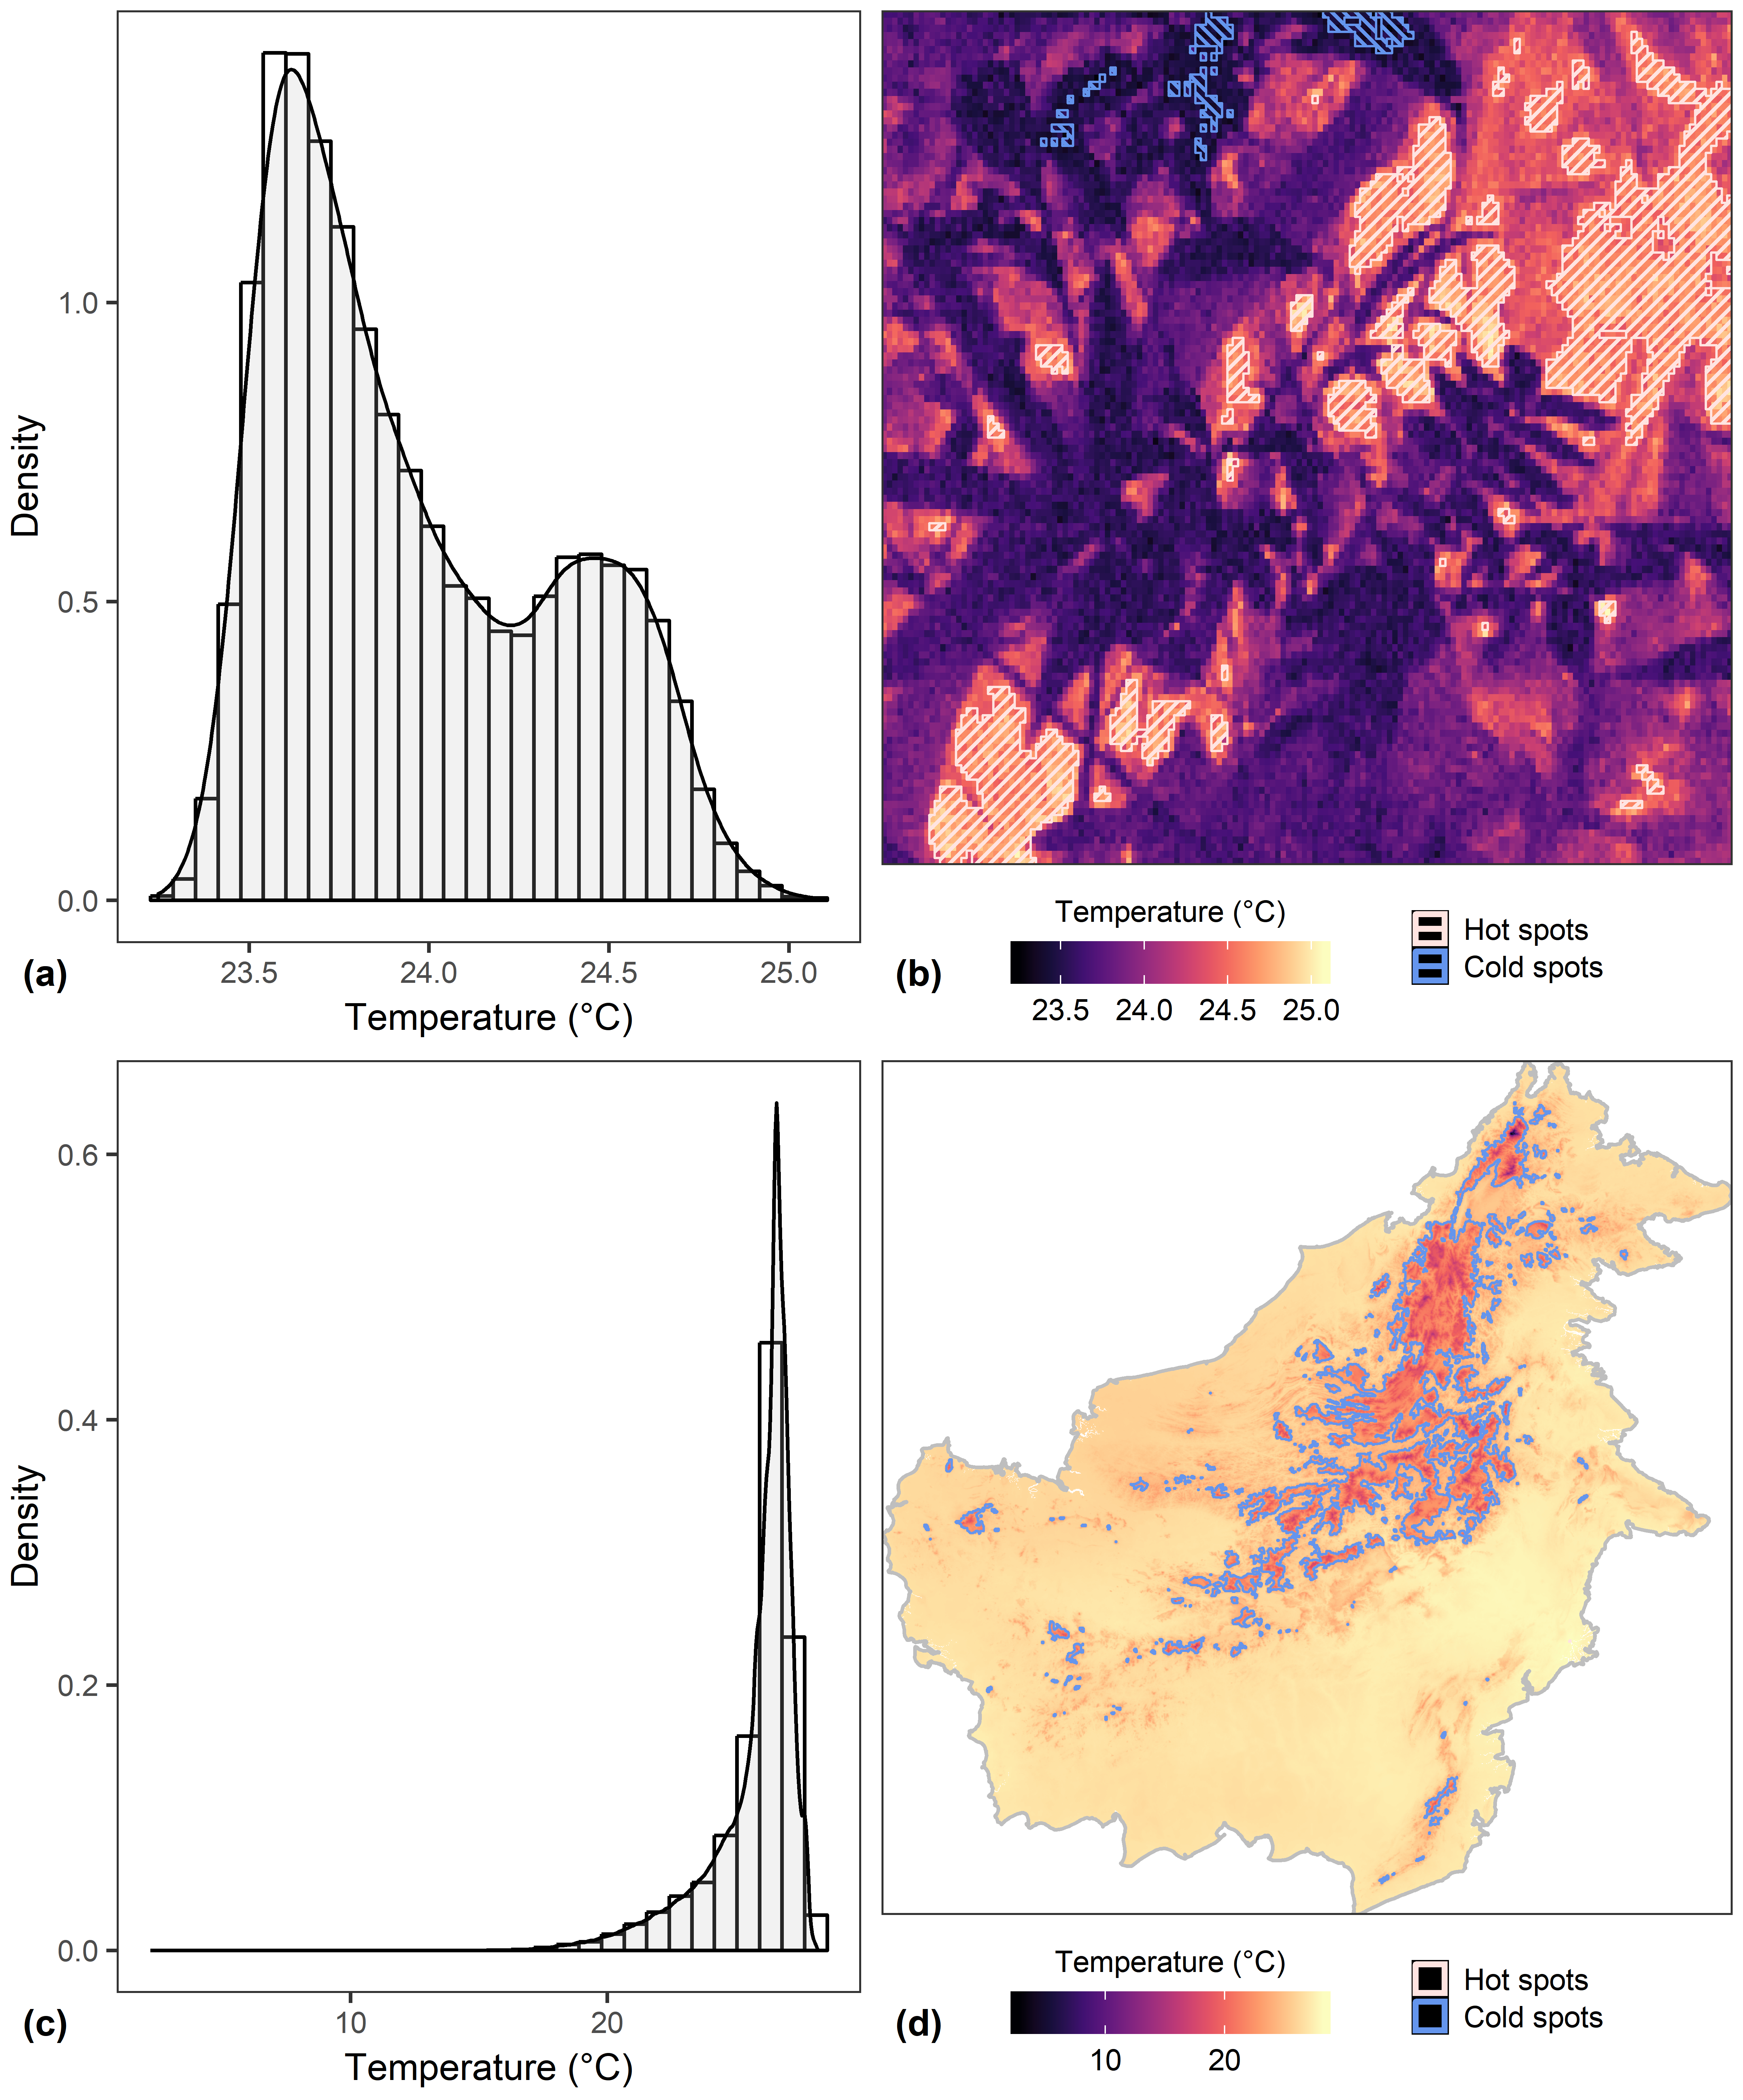 Density
1.0
0.5
0.0
23.5 24.0 24.5 25.0
Temperature (°C)
(a)
Temperature (°C)
23.5 24.0 24.5 25.0
Hot spots
Cold spots
(b)
Density
0.6
0.4
0.2
0.0
10 20
Temperature (°C)
(c)
Temperature (°C)
10 20
Hot spots
Cold spots
(d)